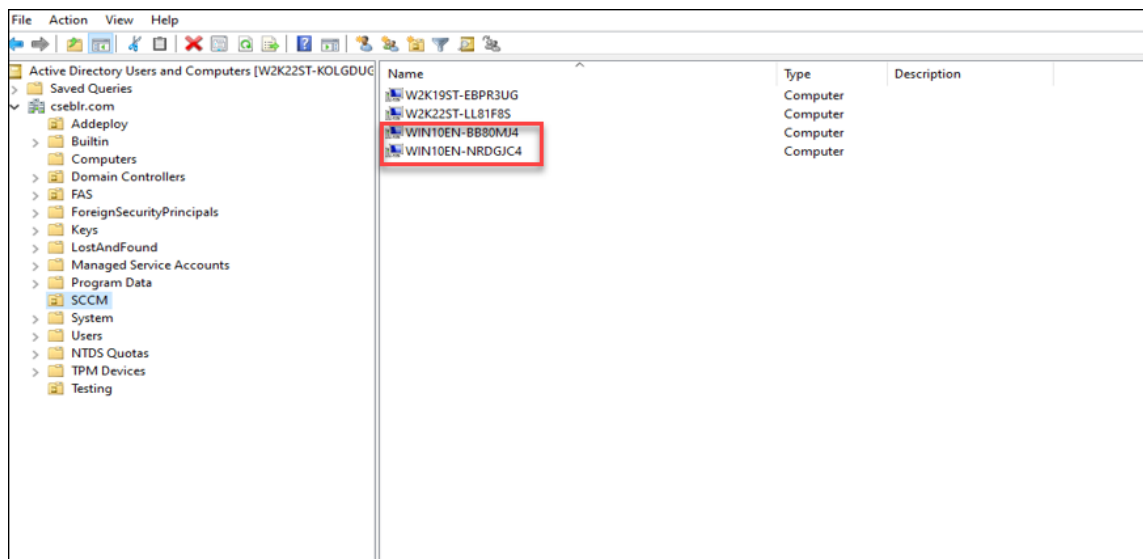 File Action View Help
Active Directory Users and Computers [W2K22ST-KOLGDUG
Saved Queries
cseblr.com
Addeploy
Builtin
Computers
Domain Controllers
FAS
ForeignSecurityPrincipals
Keys
LostAndFound
Managed Service Accounts
Program Data
SCCM
System
Users
NTDS Quotas
TPM Devices
Testing
Name Type Description
W2K19ST-EBPR3UG Computer
W2K22ST-LL81F8S Computer
WIN10EN-BB80MJ4 Computer
WIN10EN-NRDGJC4 Computer